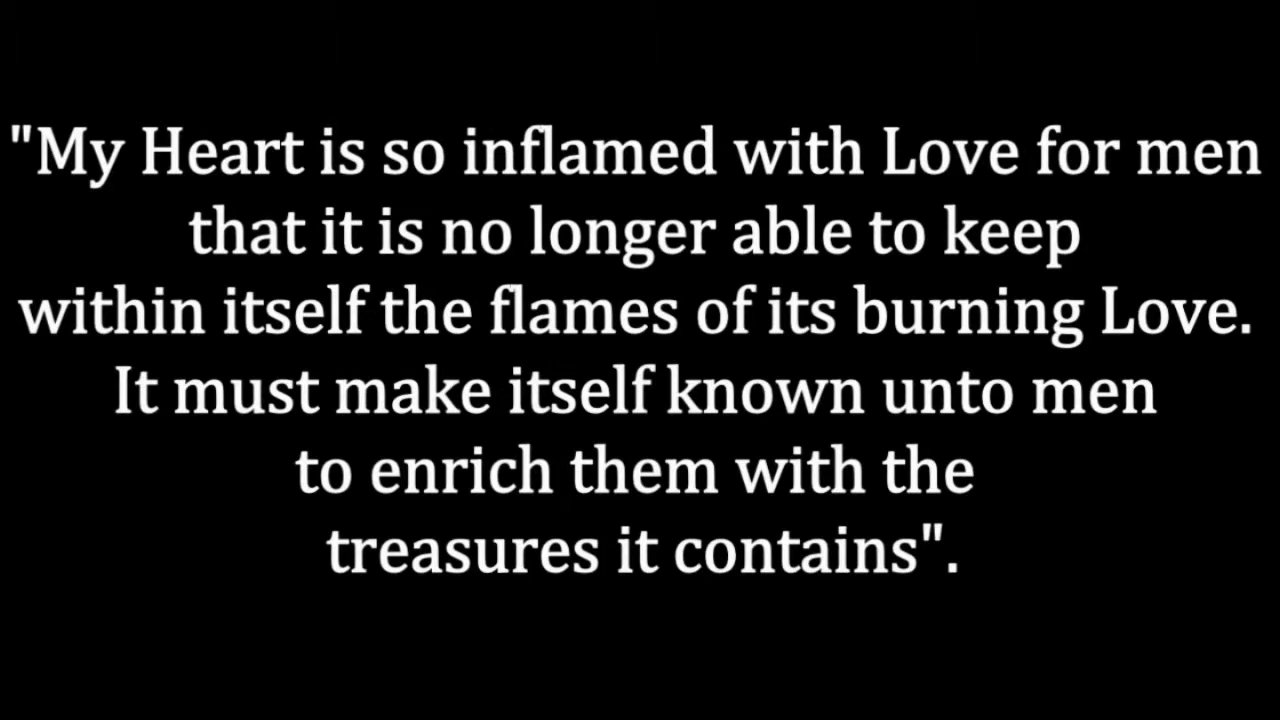 "My Heart is so inflamed with Love for men
that it is no longer able to keep
within itself the flames of its burning Love.
It must make itself known unto men
to enrich them with the
treasures it contains".